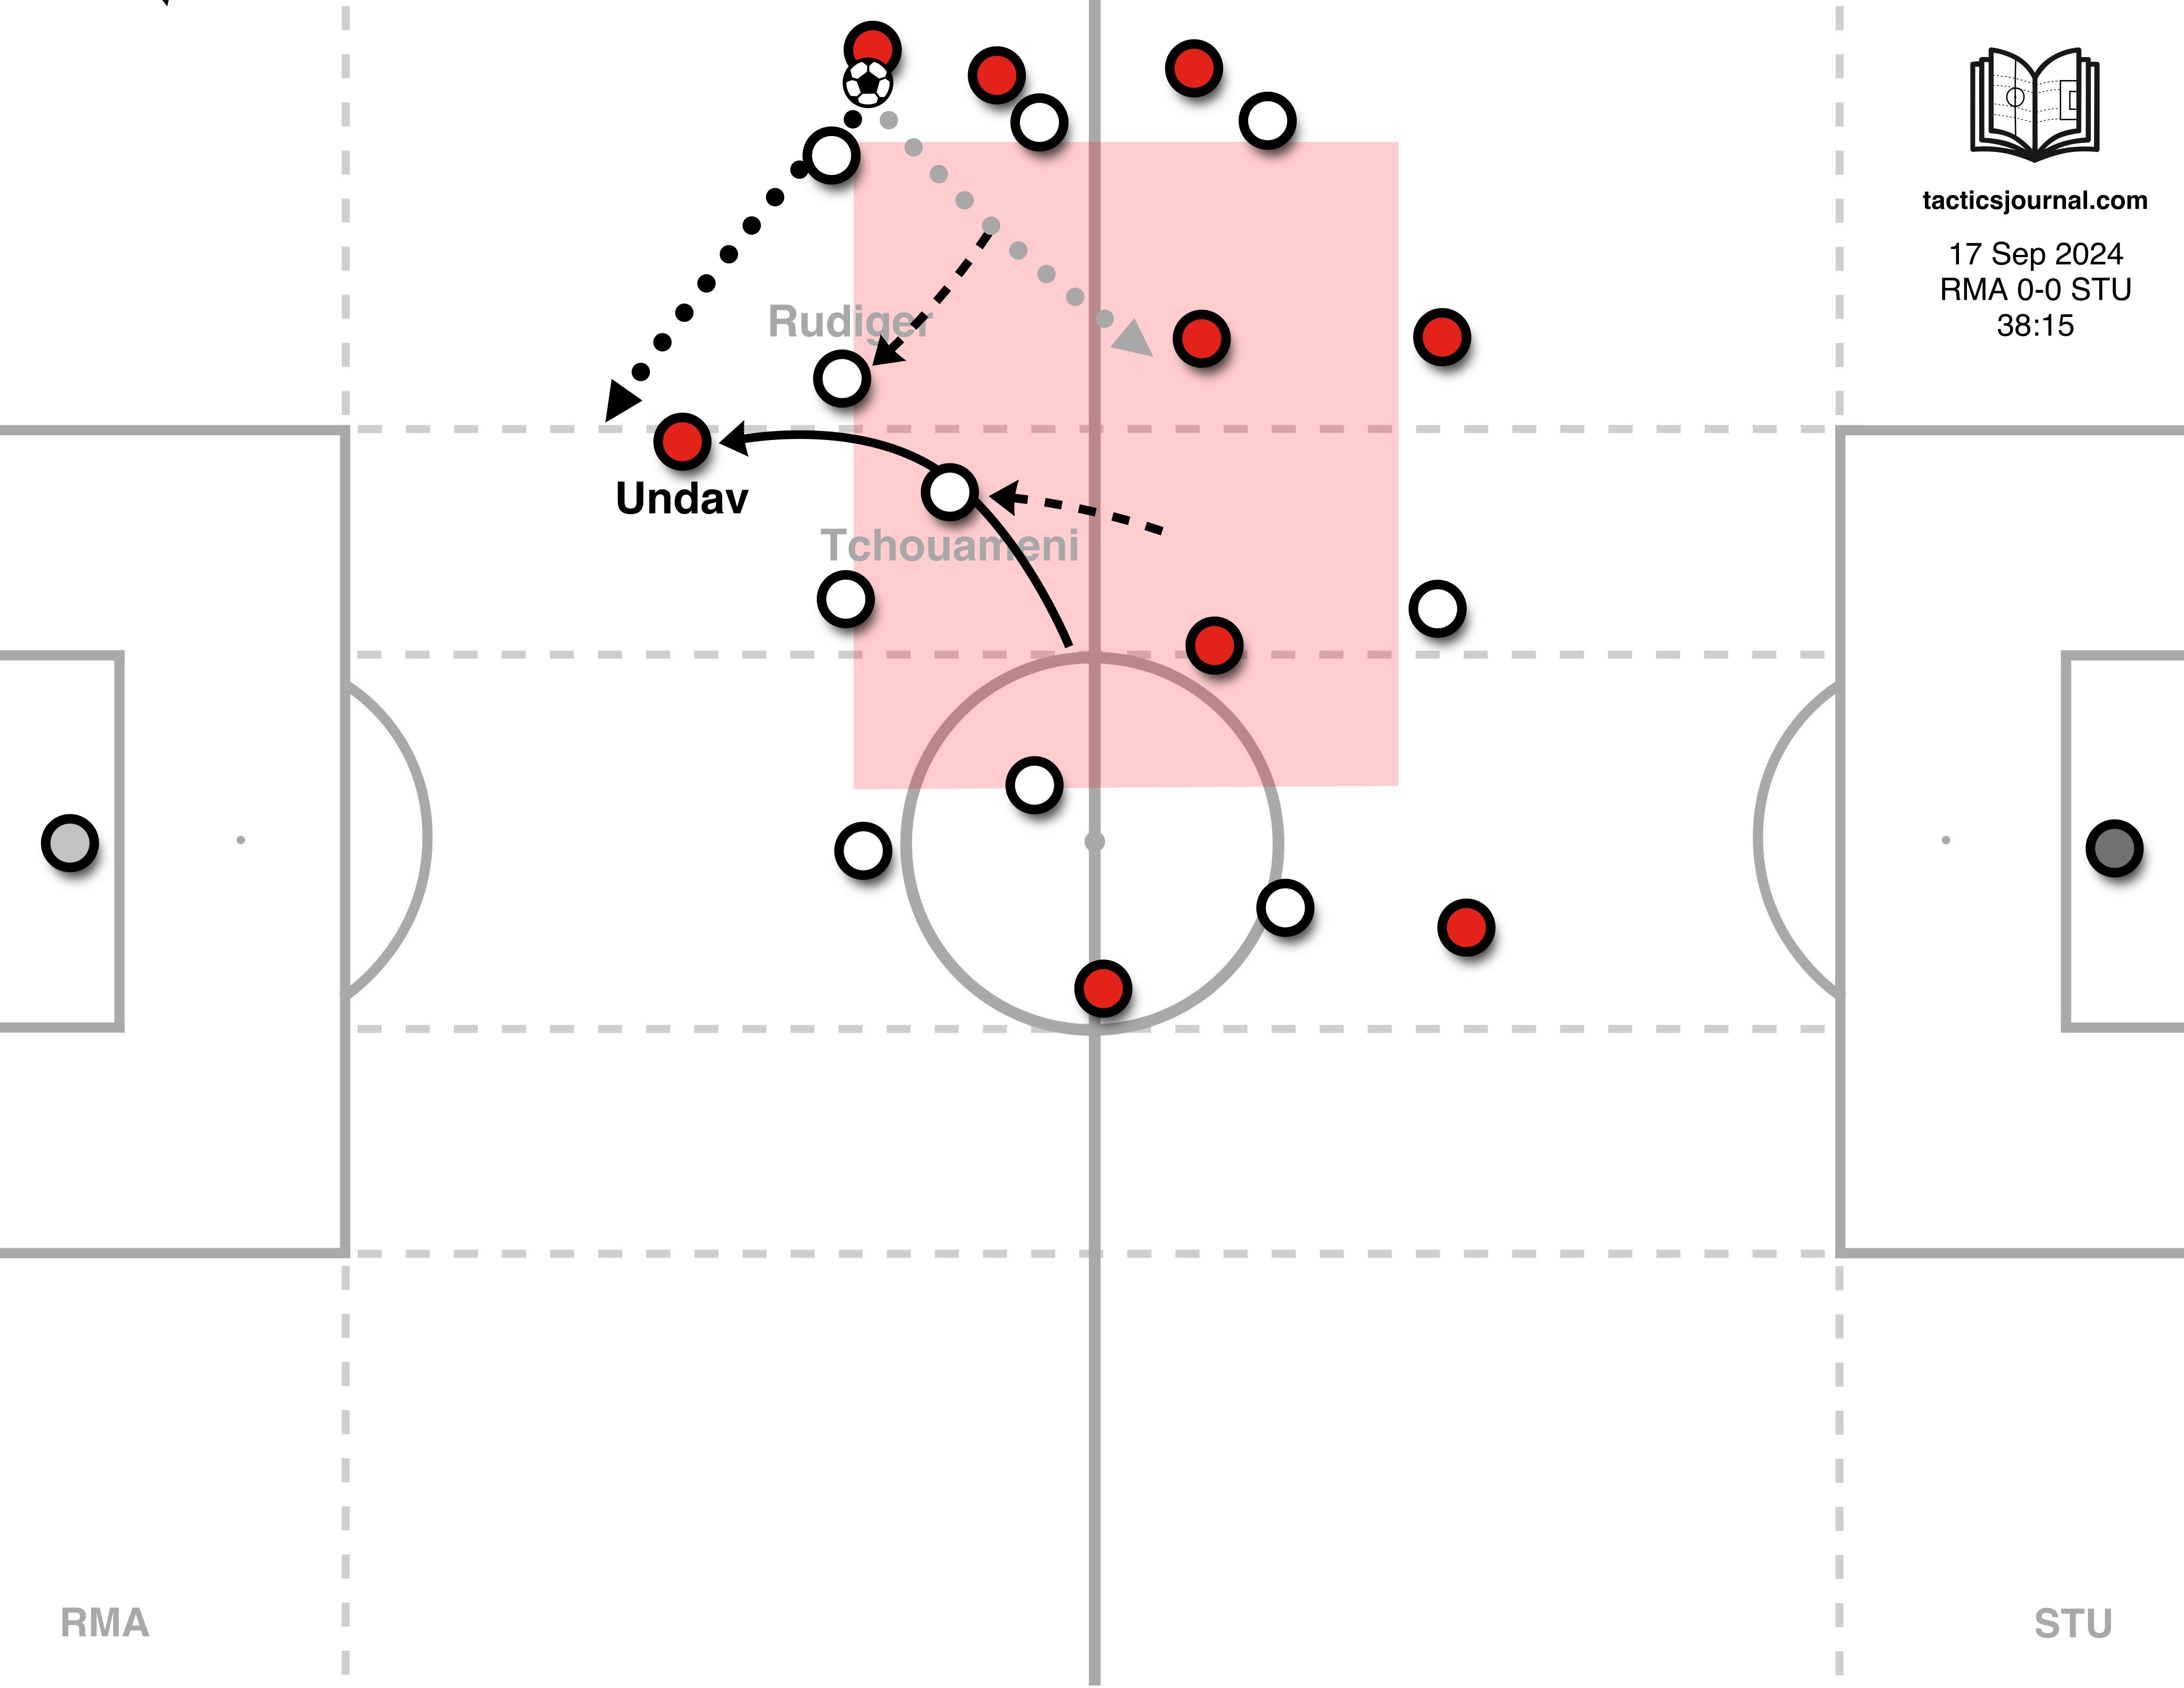 tacticsjournal.com
17 Sep 2024
RMA 0-0 STU
38:15
Rudiger
Undav
Tchouameni
RMA
STU